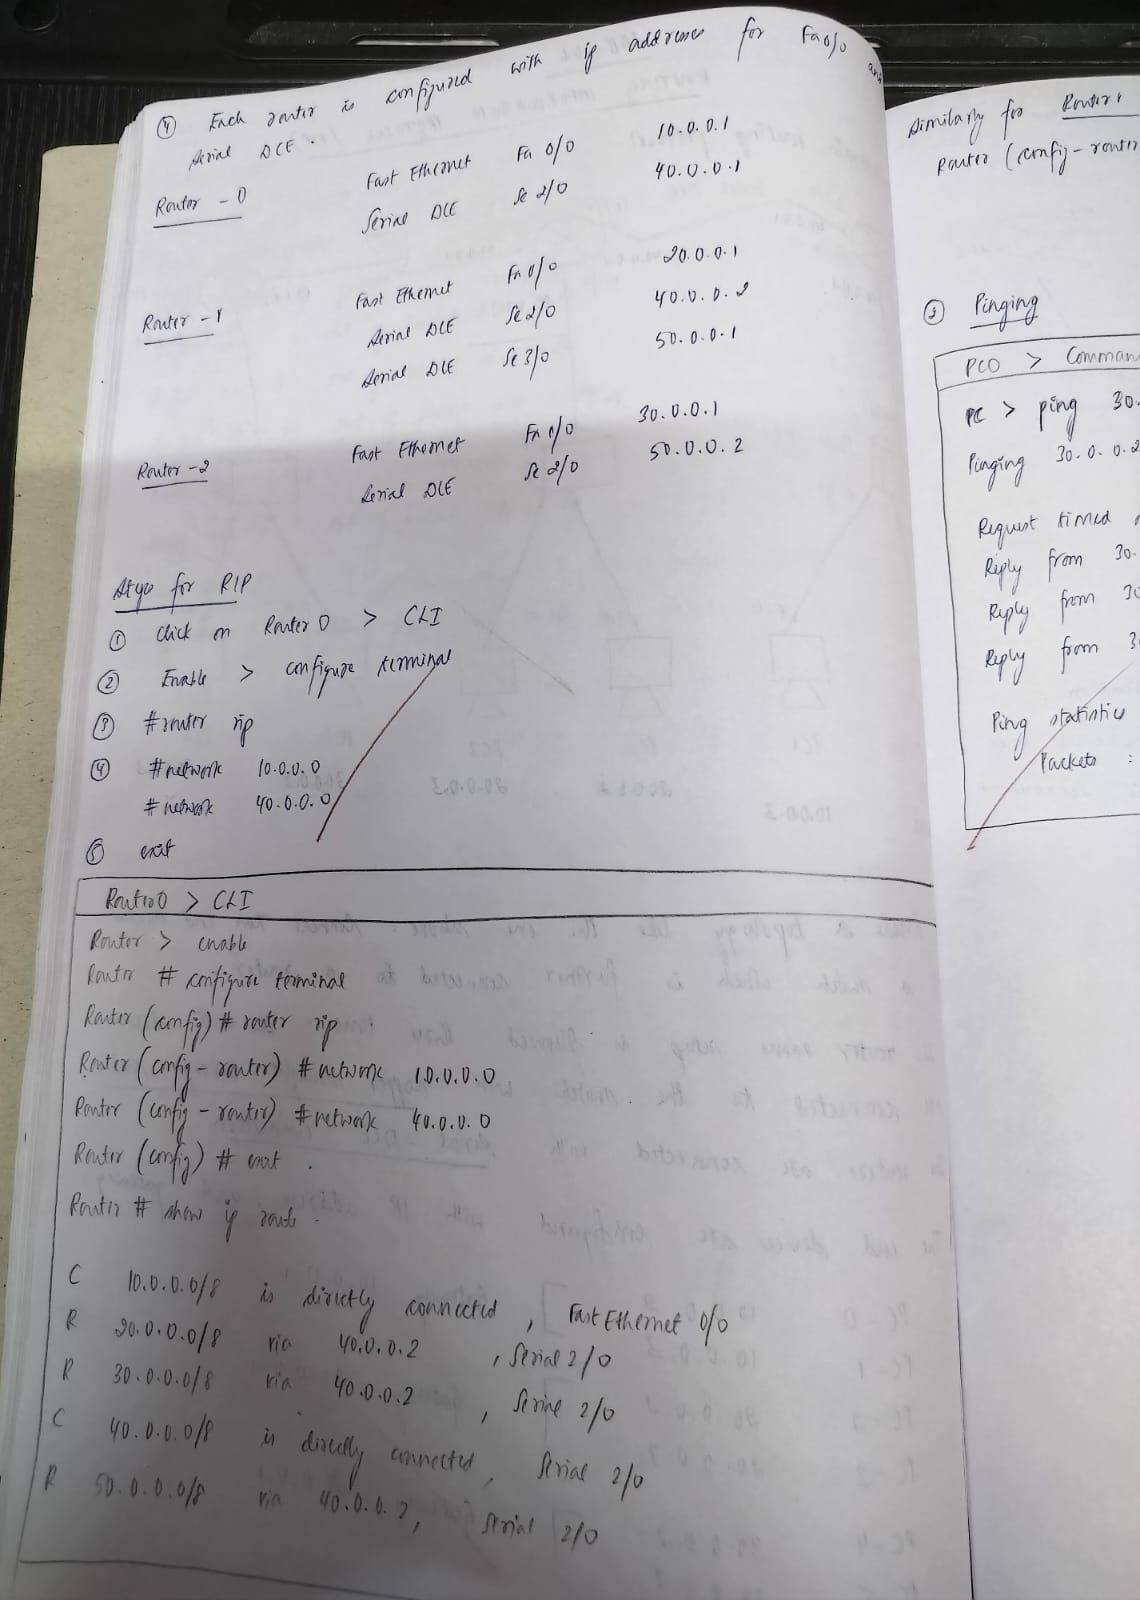 ④ Each router is configured with ip addresses for Fa0/0 and
Serial DCE.
Router - 0 Fast Ethernet Fa 0/0 10.0.0.1
Serial DCE Se 2/0 40.0.0.1
Router - 1 Fast Ethernet Fa 0/0 20.0.0.1
Serial DCE Se 2/0 40.0.0.2
Serial DCE Se 3/0 50.0.0.1
Router - 2 Fast Ethernet Fa 0/0 30.0.0.1
Serial DCE Se 2/0 50.0.0.2
Steps for RIP
① Click on Router 0 > CLI
② Enable > configure terminal
③ #router rip
④ #network 10.0.0.0
#network 40.0.0.0
⑤ exit
Router0 > CLI
Router > enable
Router # configure terminal
Router (config) # router rip
Router (config - router) # network 10.0.0.0
Router (config - router) #network 40.0.0.0
Router (config) # exit.
Router # show ip route.
C 10.0.0.0/8 is directly connected, Fast Ethernet 0/0
R 20.0.0.0/8 via 40.0.0.2, Serial 2/0
R 30.0.0.0/8 via 40.0.0.2, Serial 2/0
C 40.0.0.0/8 is directly connected, Serial 2/0
R 50.0.0.0/8 via 40.0.0.2, Serial 2/0
Similarly for Router 1
Router (config - router
③ Pinging
PC0 > Comman
PC > ping 30.
Pinging 30.0.0.2
Request timed
Reply from 30.
Reply from 30
Reply from 3
Ping statistics
Packets :